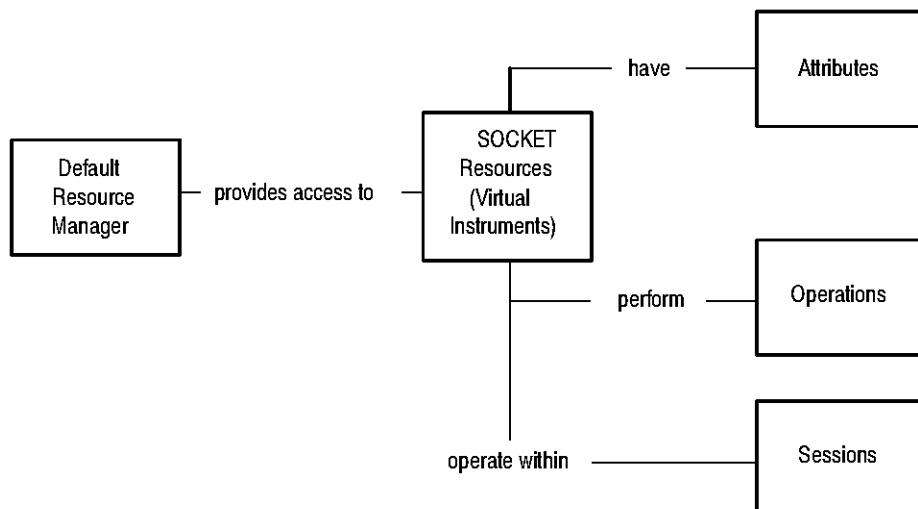 have
Attributes
SOCKET
Resources
(Virtual
Instruments)
Default
Resource
Manager
provides access to
perform
Operations
operate within
Sessions